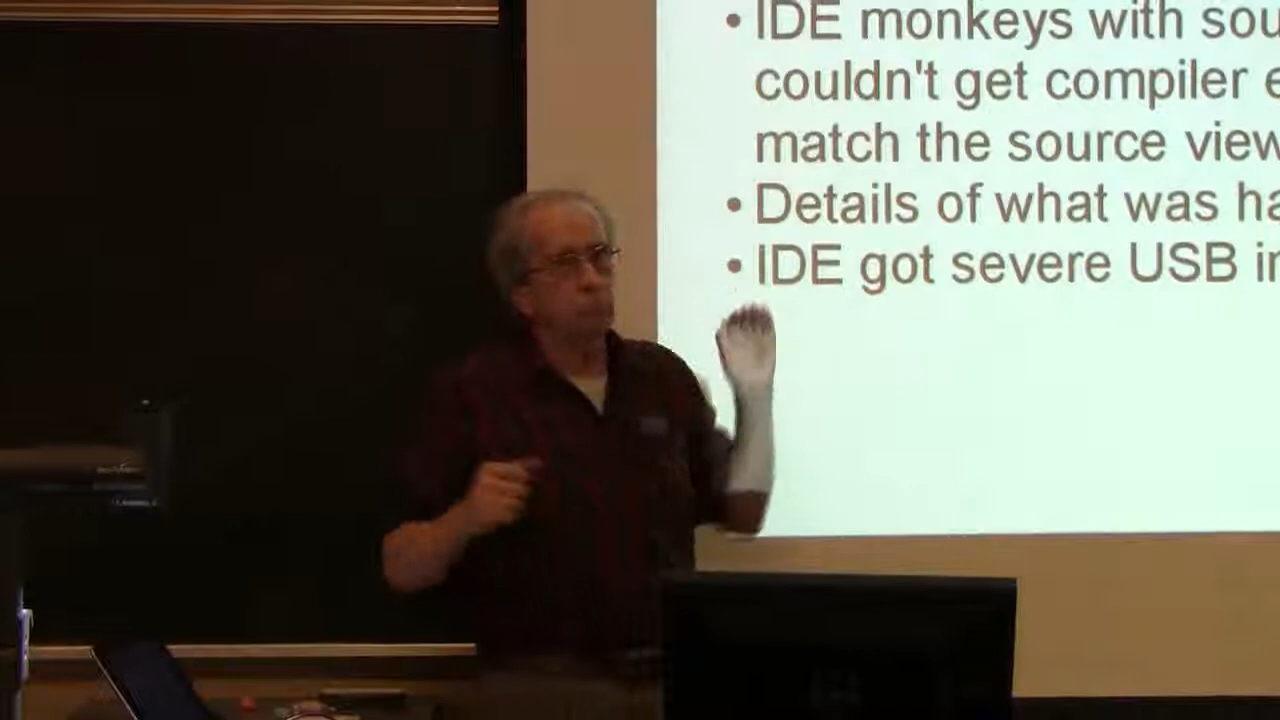 • IDE monkeys with sou
couldn't get compiler e
match the source view
• Details of what was ha
• IDE got severe USB in